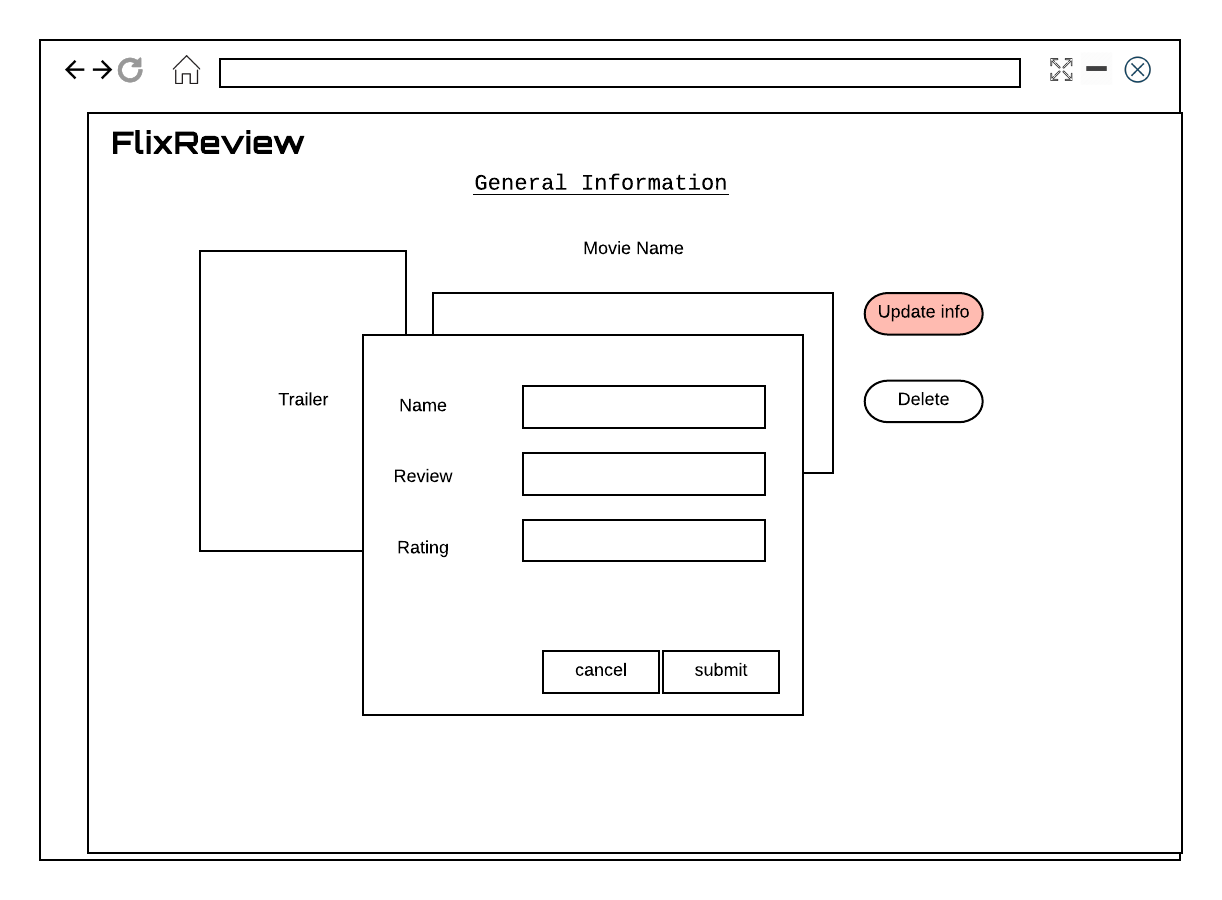 FlixReview
General Information
Movie Name
Update info
Trailer
Delete
Name
Review
Rating
cancel
submit